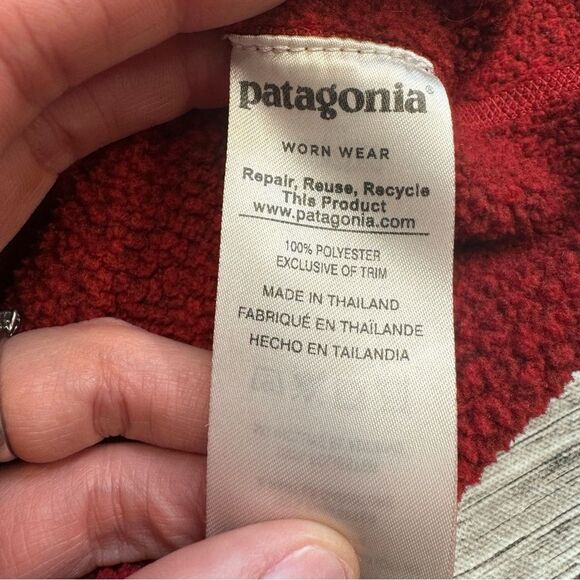 patagonia®
WORN WEAR
Repair, Reuse, Recycle
This Product
www.patagonia.com
100% POLYESTER
EXCLUSIVE OF TRIM
MADE IN THAILAND
FABRIQUÉ EN THAÏLANDE
HECHO EN TAILANDIA